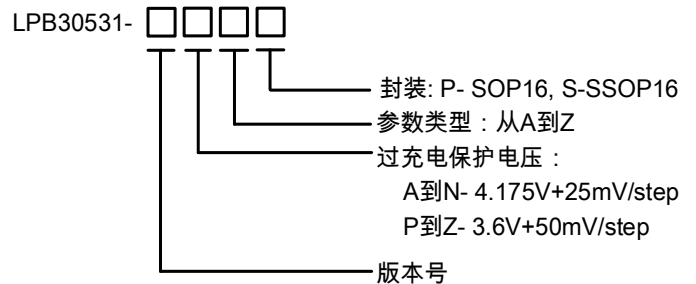 LPB30531- □□□□
封装: P- SOP16, S-SSOP16
参数类型：从A到Z
过充电保护电压：
A到N- 4.175V+25mV/step
P到Z- 3.6V+50mV/step
版本号